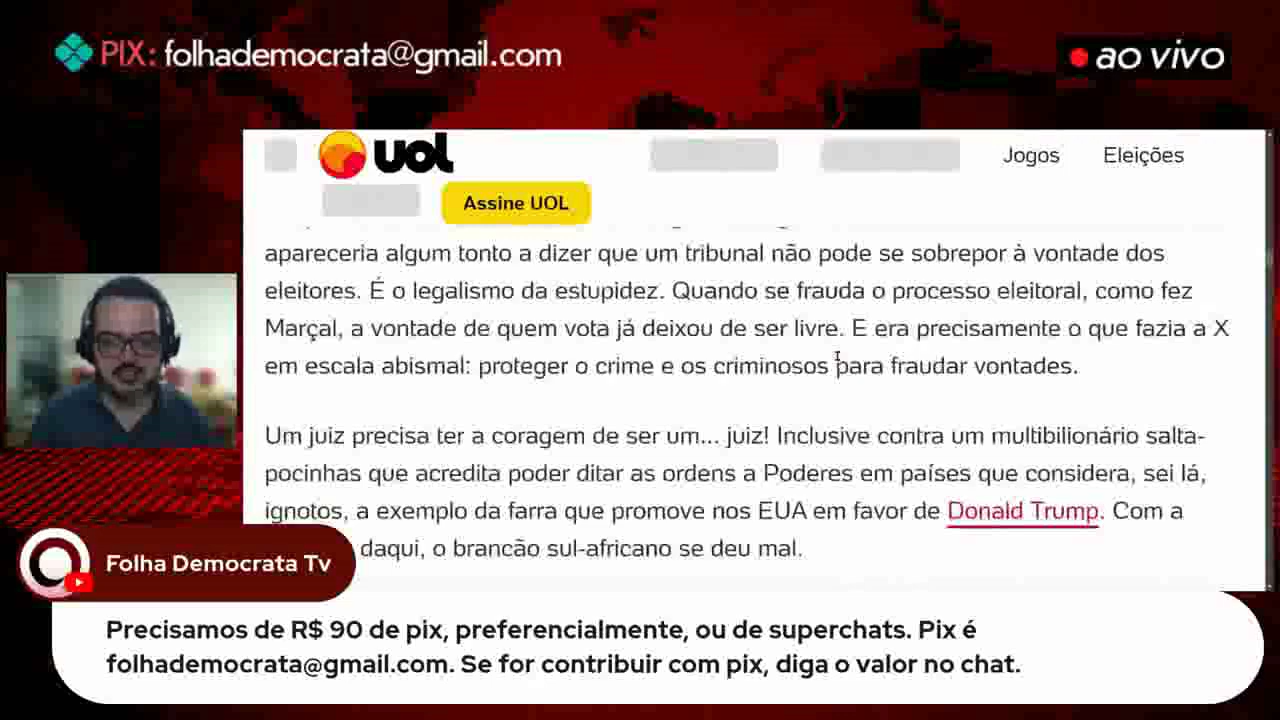 PIX: folhademocrata@gmail.com
ao vivo
uol
Jogos
Eleições
Assine UOL
apareceria algum tonto a dizer que um tribunal não pode se sobrepor à vontade dos
eleitores. É o legalismo da estupidez. Quando se frauda o processo eleitoral, como fez
Marçal, a vontade de quem vota já deixou de ser livre. E era precisamente o que fazia a X
em escala abismal: proteger o crime e os criminosos para fraudar vontades.
Um juiz precisa ter a coragem de ser um... juiz! Inclusive contra um multibilionário salta-
pocinhas que acredita poder ditar as ordens a Poderes em países que considera, sei lá,
ignotos, a exemplo da farra que promove nos EUA em favor de Donald Trump. Com a
daqui, o brancão sul-africano se deu mal.
Folha Democrata Tv
Precisamos de R$ 90 de pix, preferencialmente, ou de superchats. Pix é
folhademocrata@gmail.com. Se for contribuir com pix, diga o valor no chat.